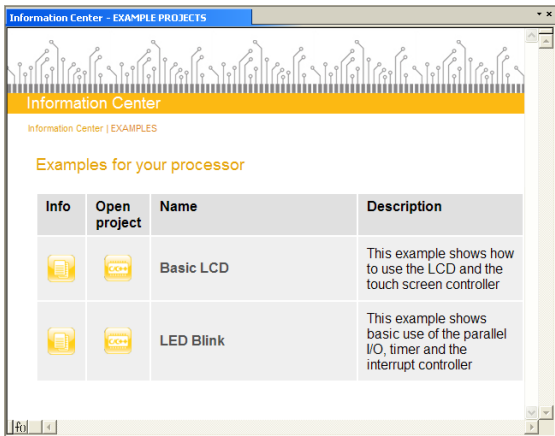 Information Center - EXAMPLE PROJECTS
Information Center
Information Center | EXAMPLES
Examples for your processor
Info Open project Name Description
Basic LCD
This example shows how
to use the LCD and the
touch screen controller
LED Blink
This example shows
basic use of the parallel
I/O, timer and the
interrupt controller